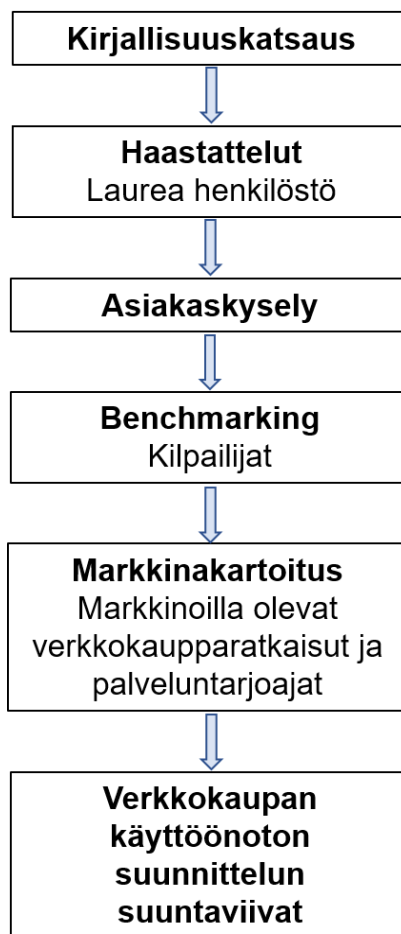 Kirjallisuuskatsaus
Haastattelut
Laurea henkilöstö
Asiakaskysely
Benchmarking
Kilpailijat
Markkinakartoitus
Markkinoilla olevat
verkkokaupparatkaisut ja
palveluntarjoajat
Verkkokaupan
käyttöönoton
suunnittelun
suuntaviivat